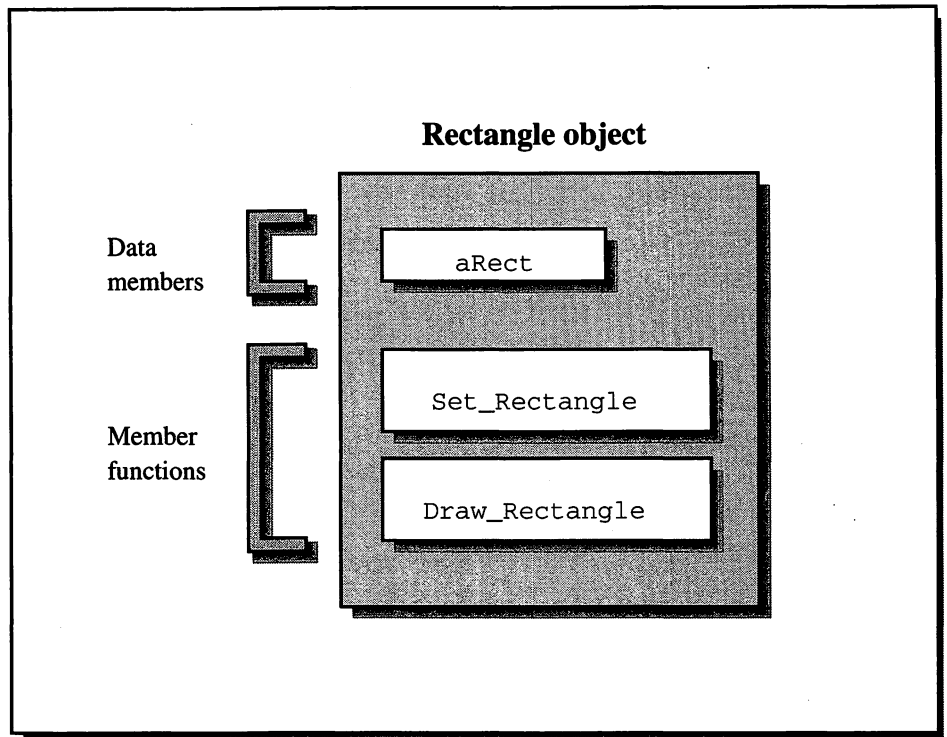 Rectangle object
Data
members
aRect
Set_Rectangle
Member
functions
Draw_Rectangle